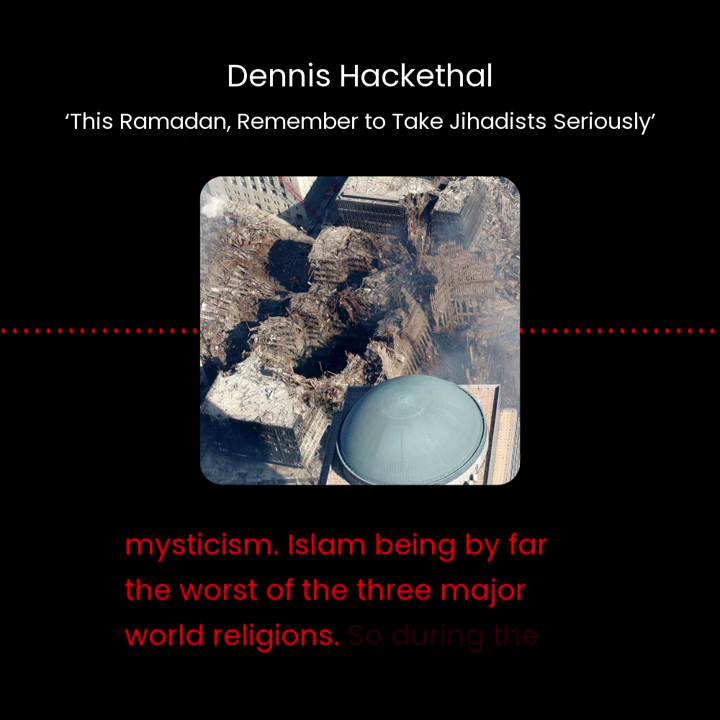 Dennis Hackethal
‘This Ramadan, Remember to Take Jihadists Seriously’
mysticism. Islam being by far
the worst of the three major
world religions. So during the